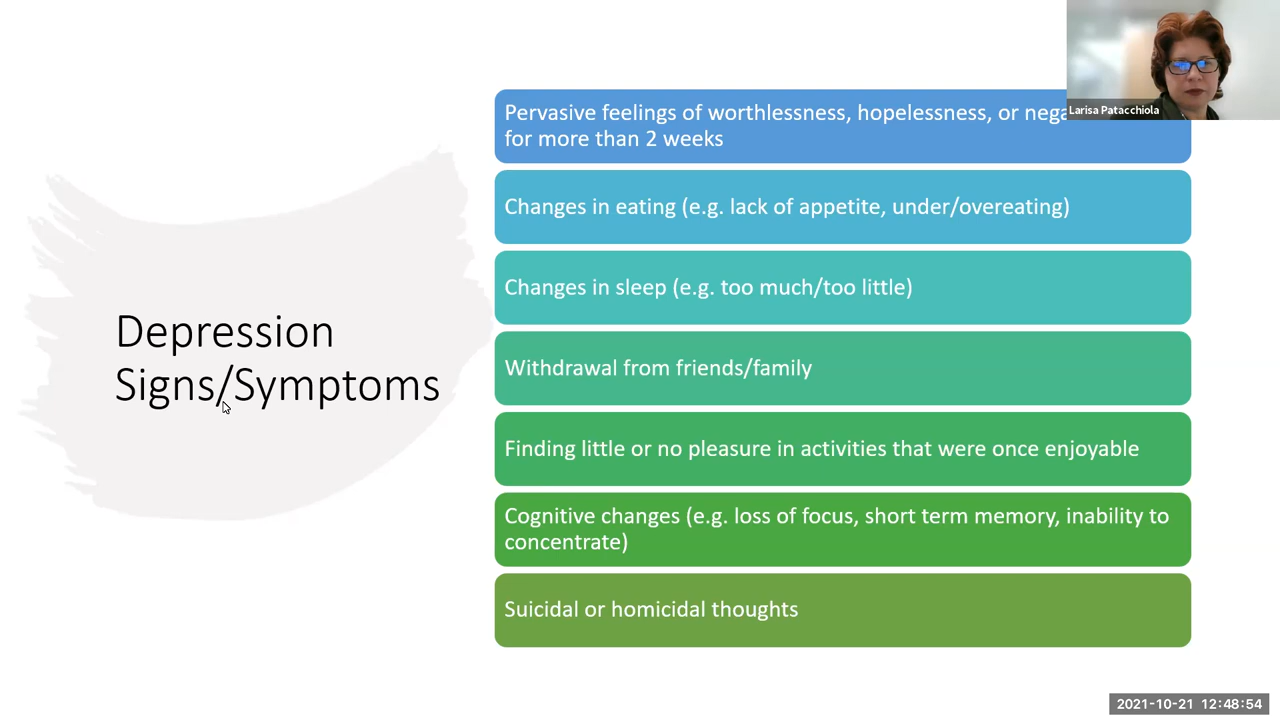 Depression
Signs/Symptoms
Pervasive feelings of worthlessness, hopelessness, or
for more than 2 weeks
Changes in eating (e.g. lack of appetite, under/overeating)
Changes in sleep (e.g. too much/too little)
Withdrawal from friends/family
Finding little or no pleasure in activities that were once enjoyable
Cognitive changes (e.g. loss of focus, short term memory, inability to
concentrate)
Suicidal or homicidal thoughts
Larisa Patacchiola
2021-10-21 12:48:54